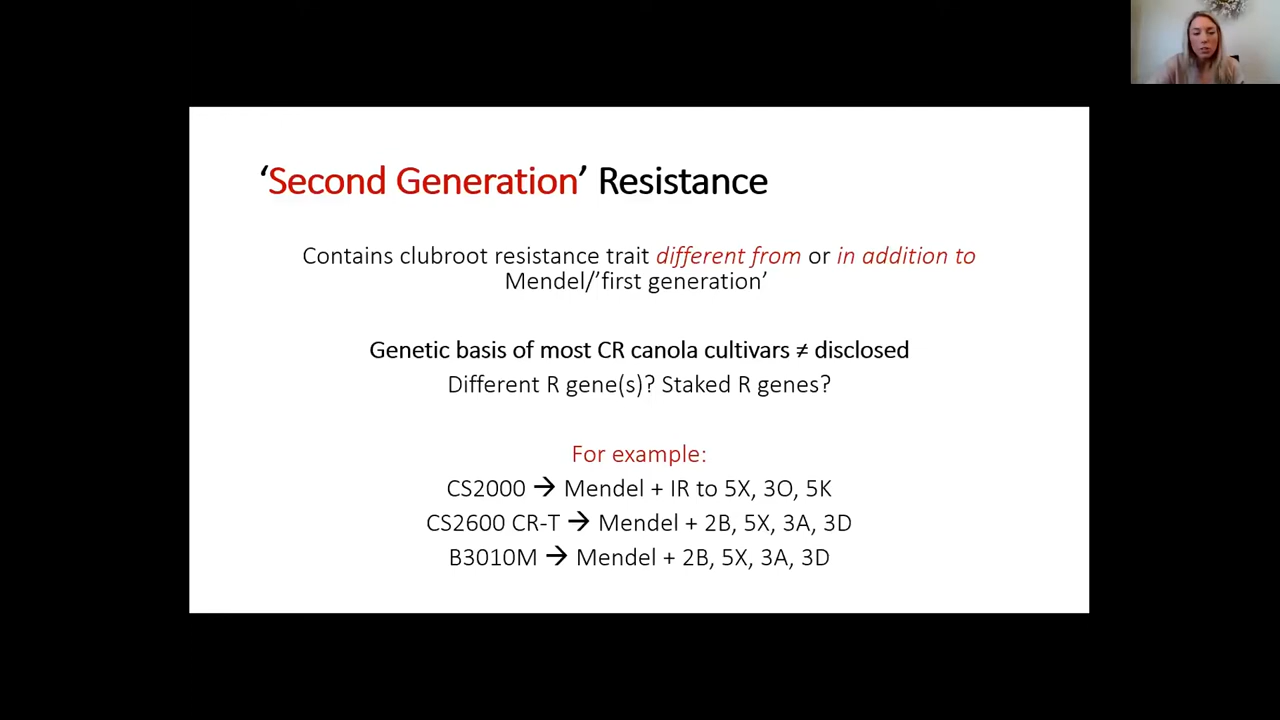 ‘Second Generation’ Resistance
Contains clubroot resistance trait different from or in addition to
Mendel/’first generation’
Genetic basis of most CR canola cultivars ≠ disclosed
Different R gene(s)? Staked R genes?
For example:
CS2000 → Mendel + IR to 5X, 3O, 5K
CS2600 CR-T → Mendel + 2B, 5X, 3A, 3D
B3010M → Mendel + 2B, 5X, 3A, 3D